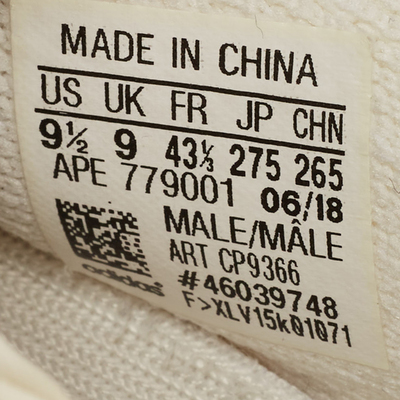 MADE IN CHINA
US UK FR JP CHN
9½ 9 43⅓ 275 265
APE 779001 06/18
MALE/MÂLE
ART CP9366
#46039748
F>XLV15k01071
adidas